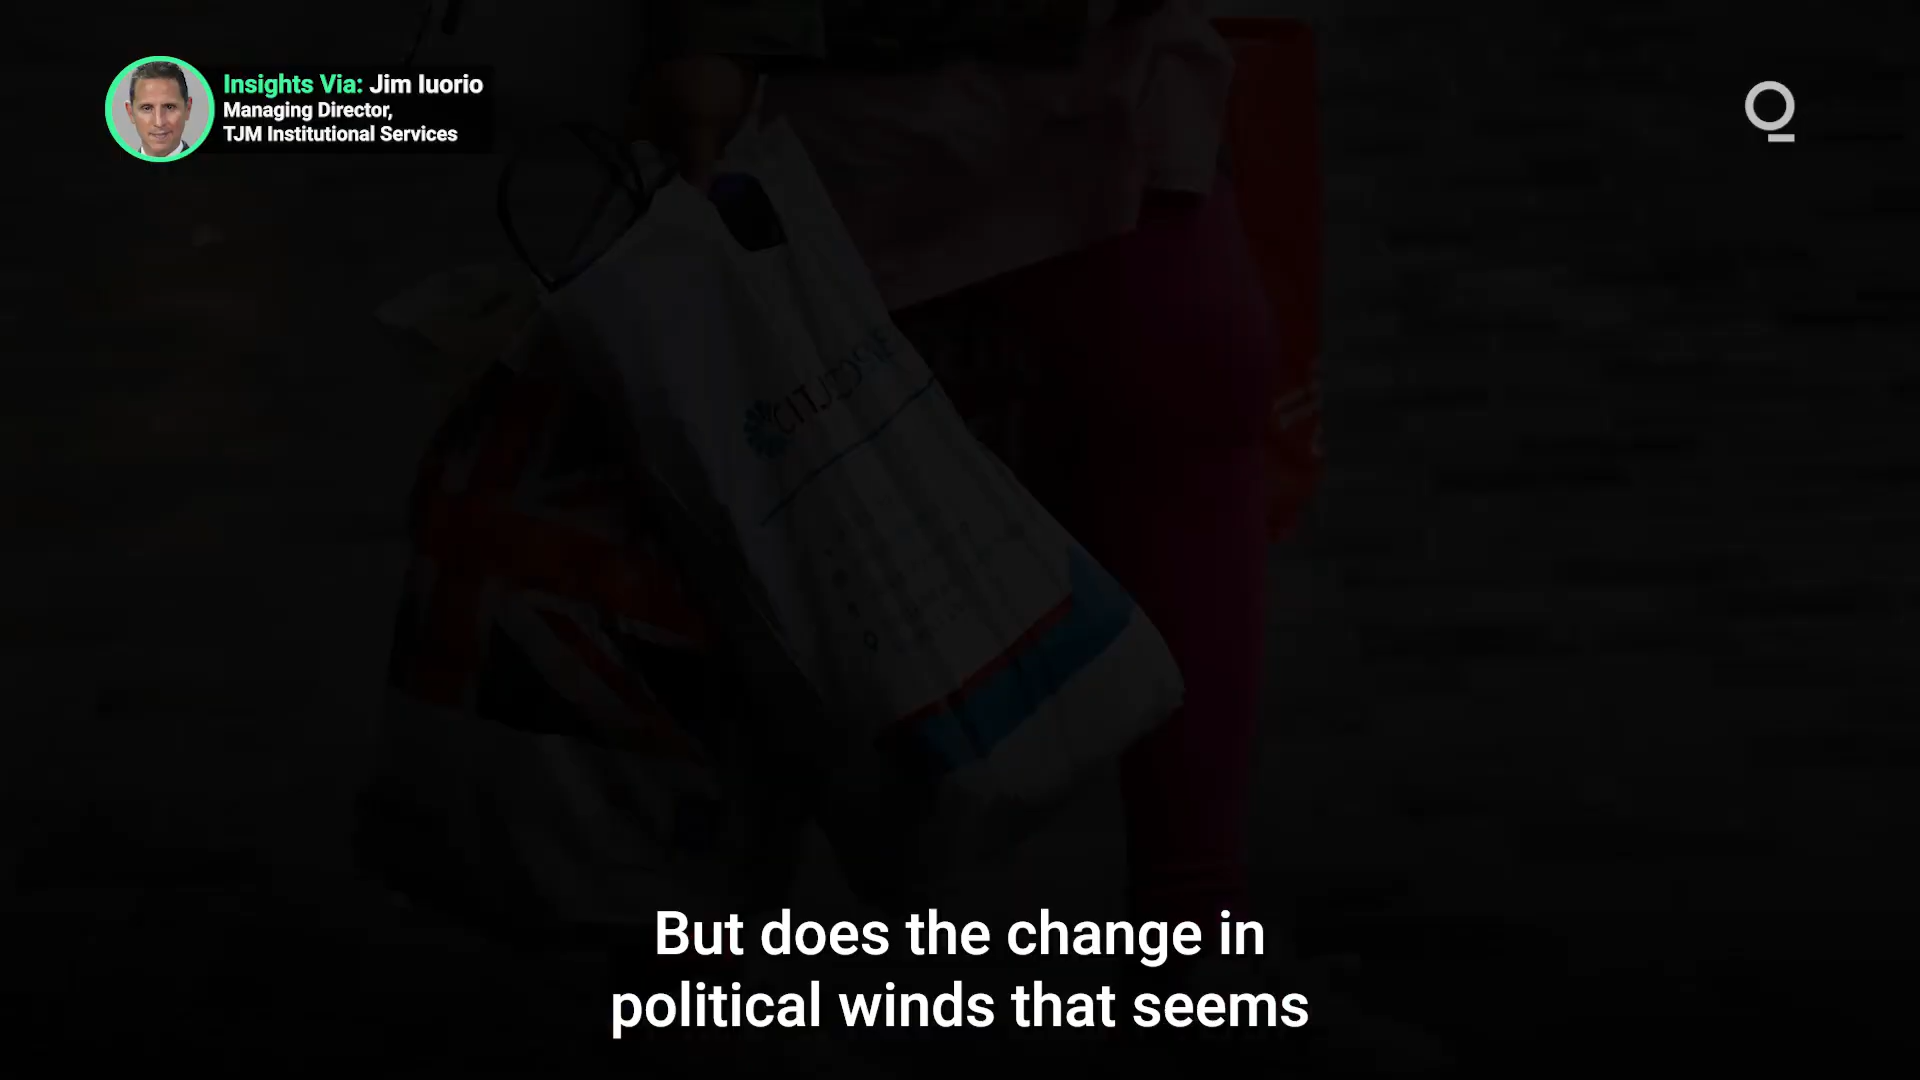 Insights Via: Jim Iuorio
Managing Director,
TJM Institutional Services
But does the change in
political winds that seems